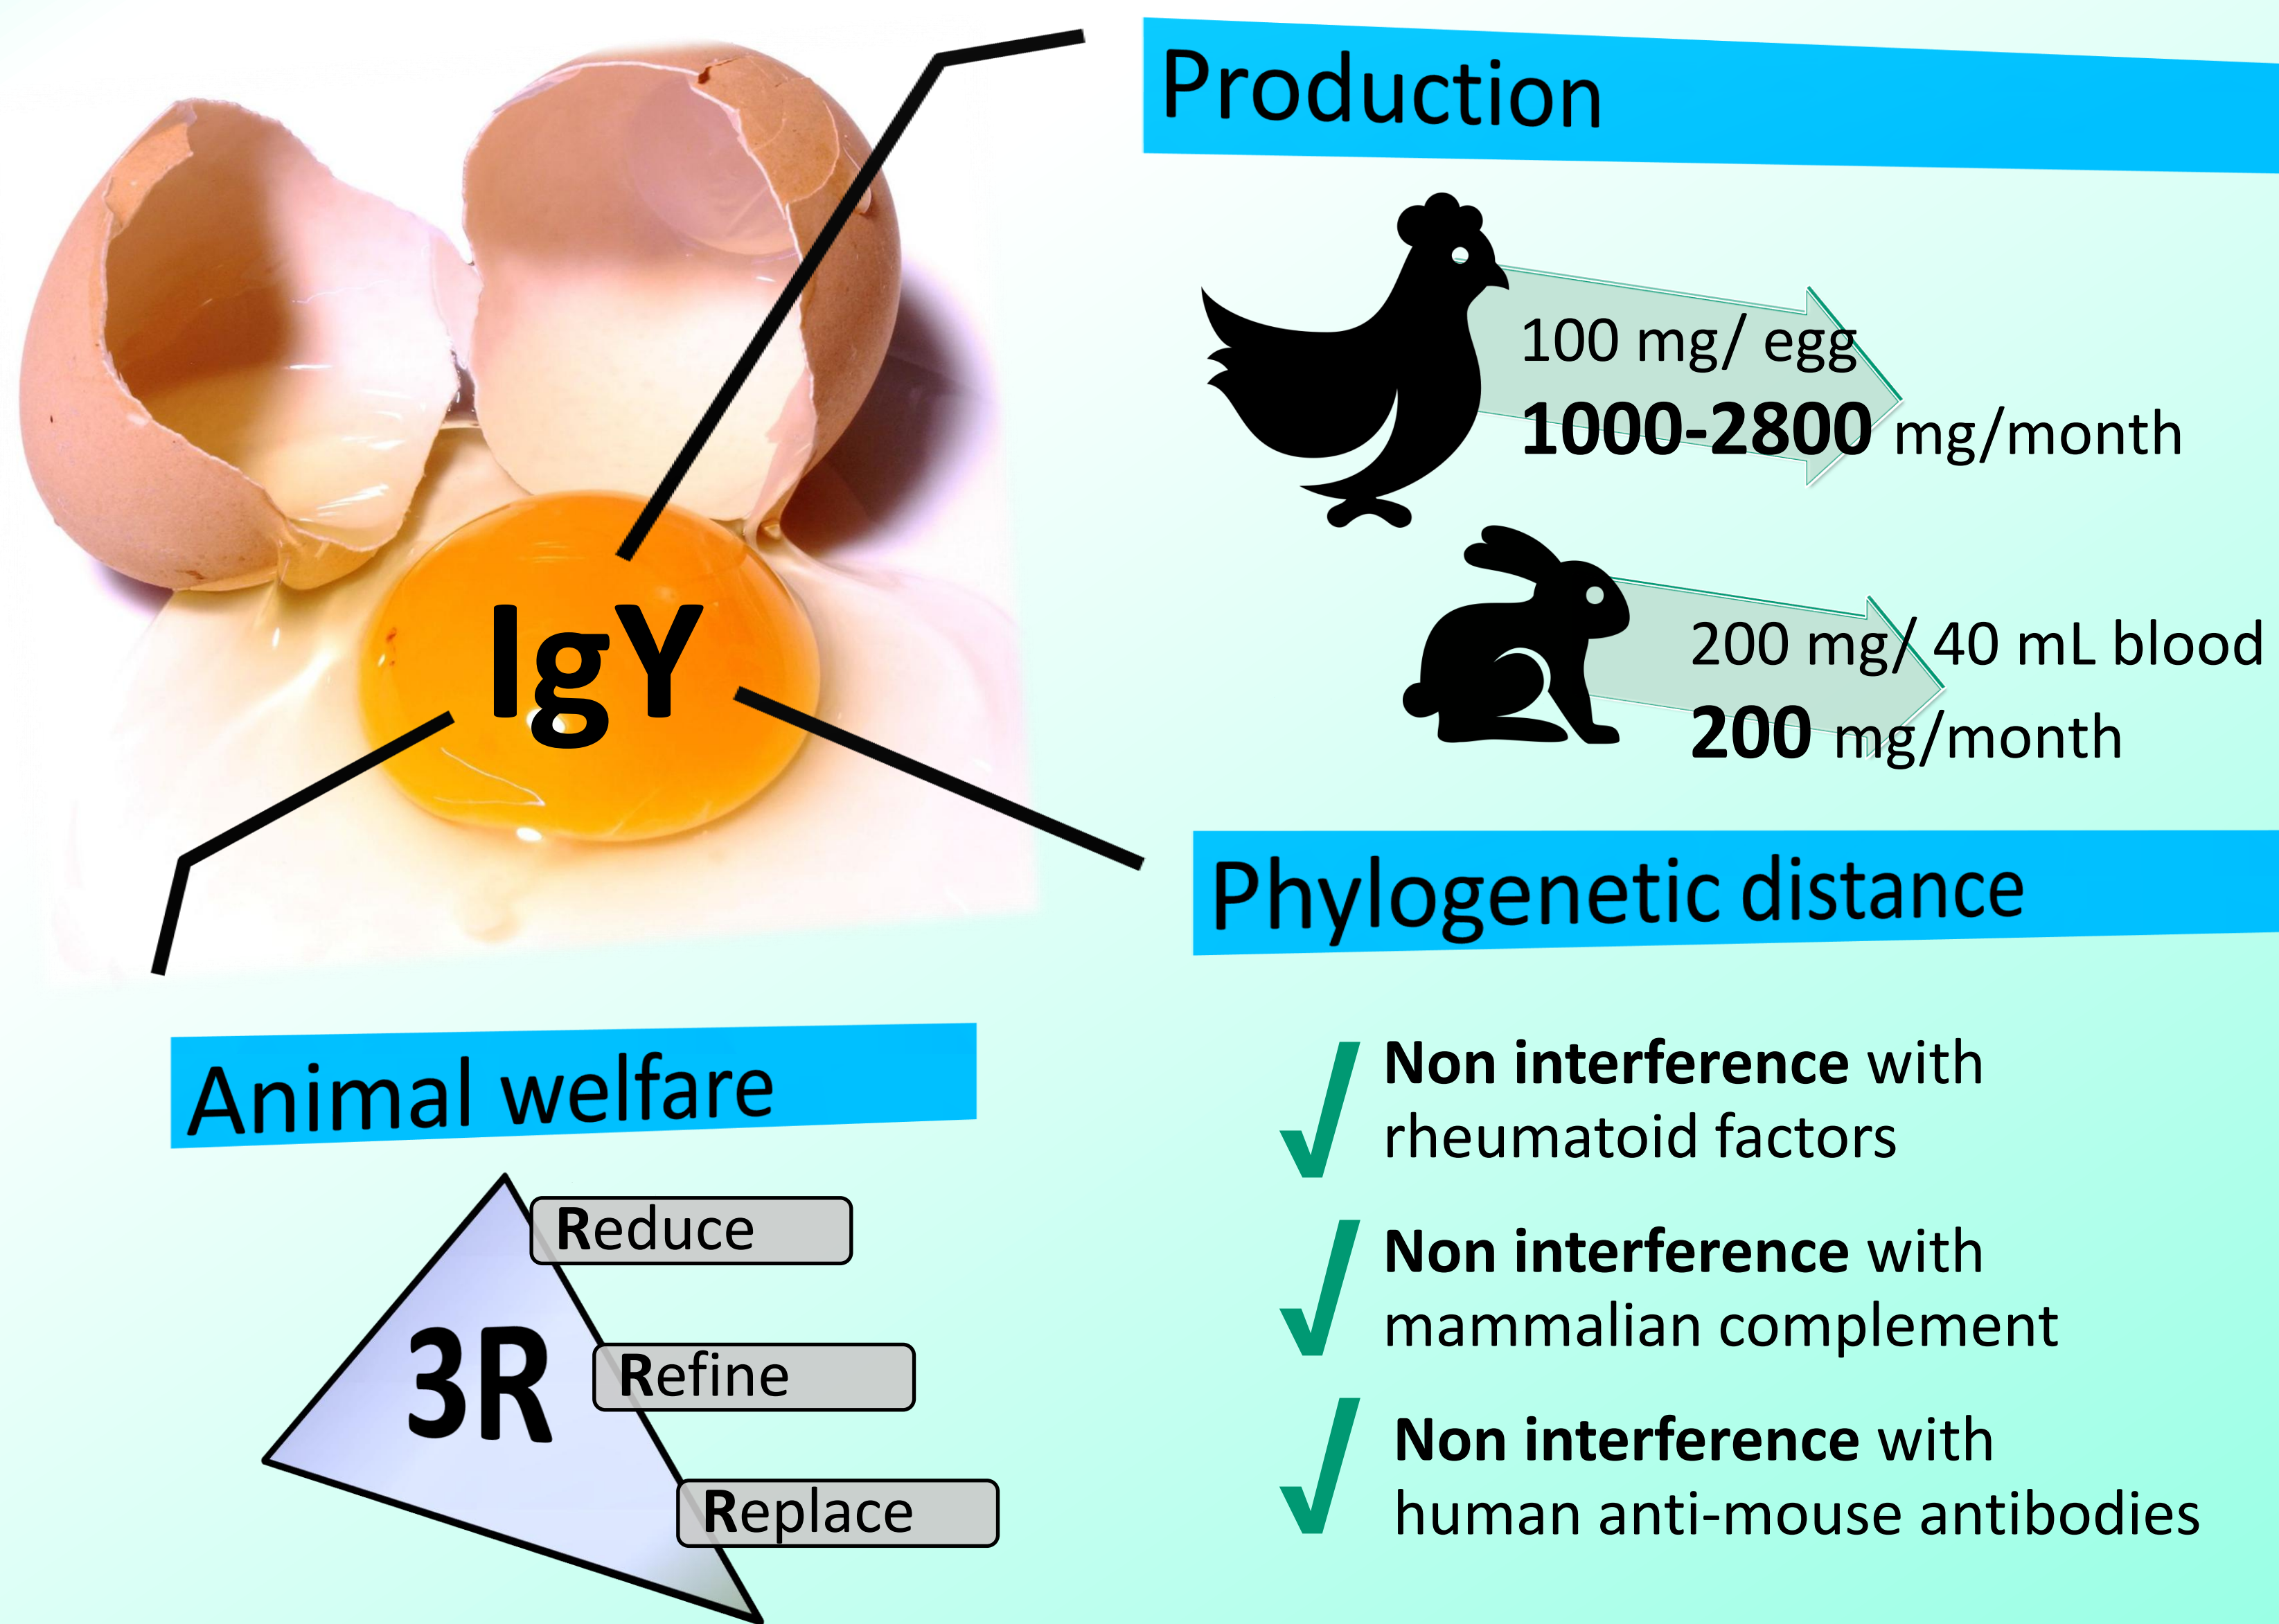 IgY
Production
100 mg/ egg
1000-2800 mg/month
200 mg/ 40 mL blood
200 mg/month
Phylogenetic distance
Non interference with
rheumatoid factors
Non interference with
mammalian complement
Non interference with
human anti-mouse antibodies
Animal welfare
3R
Reduce
Refine
Replace